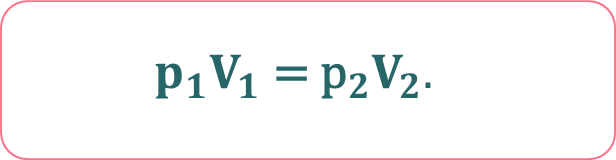 p₁V₁ = p₂V₂.